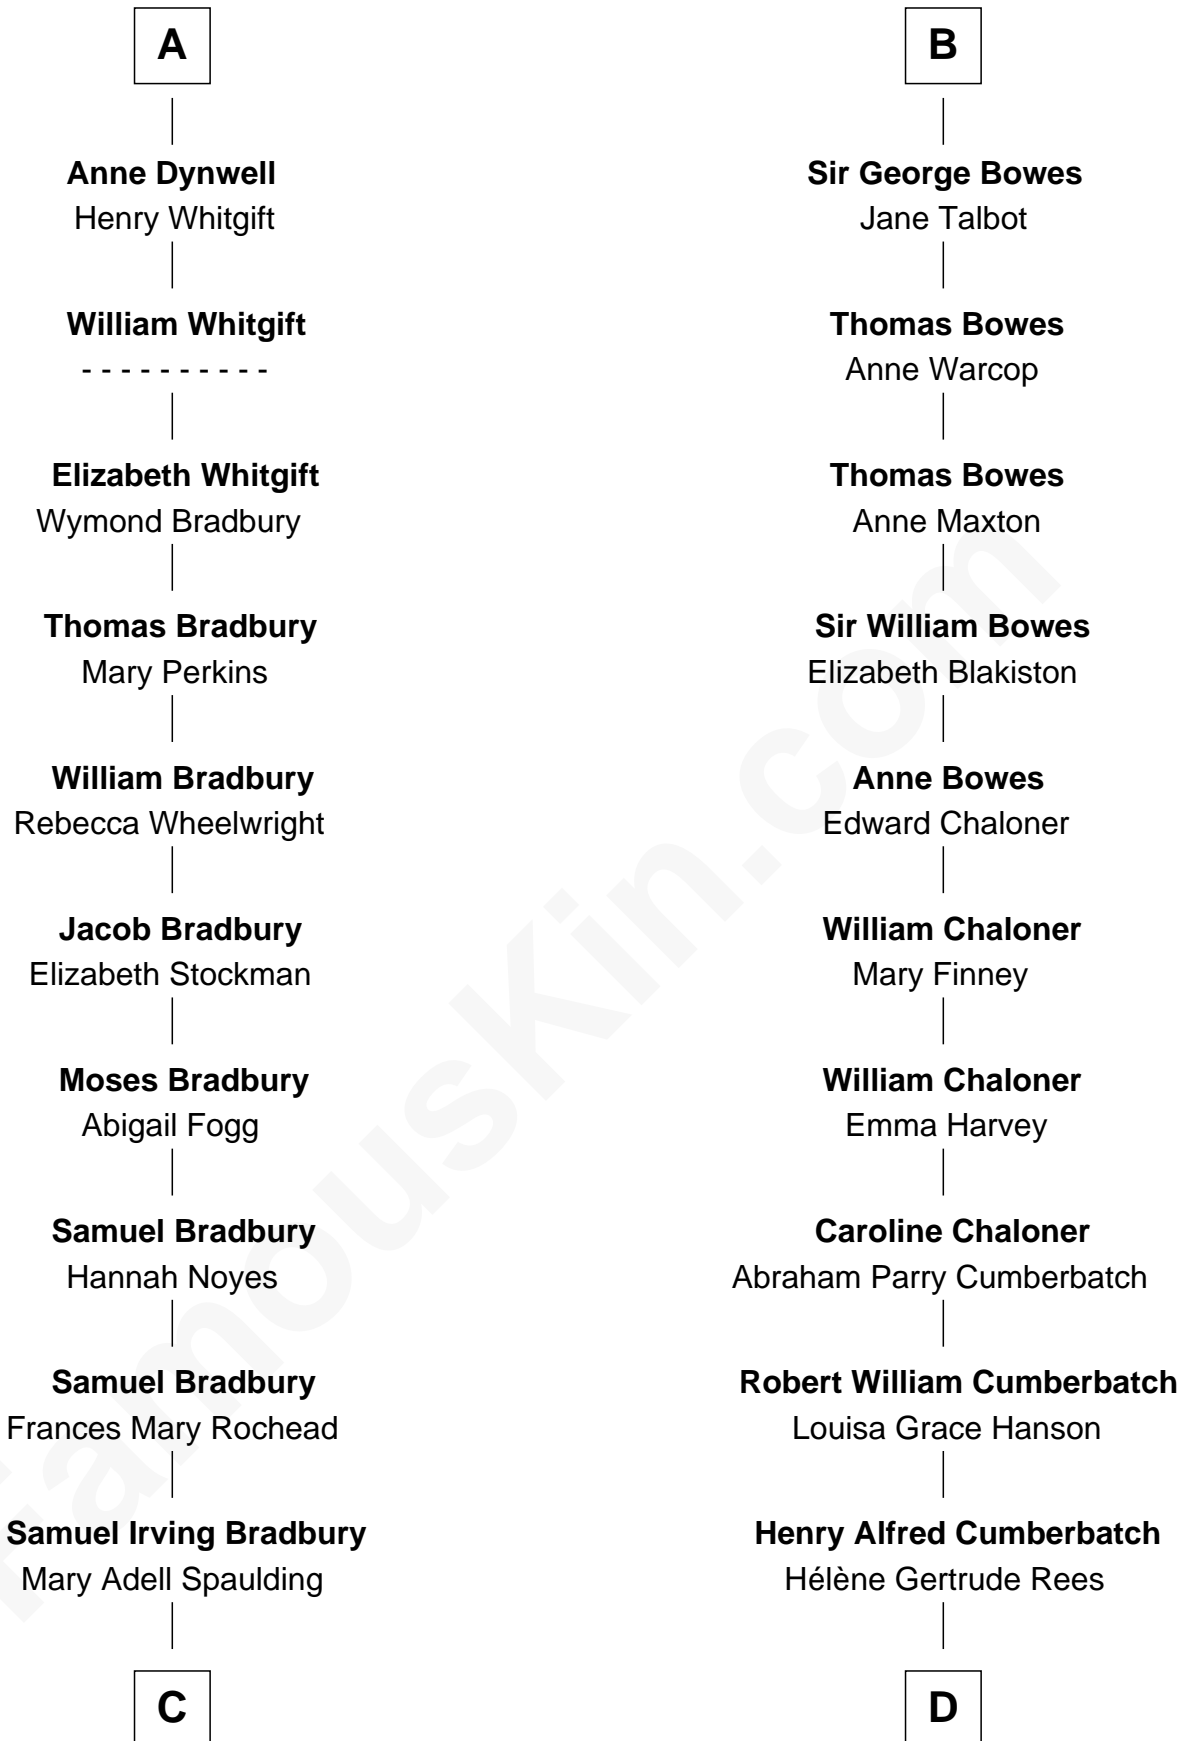 A
Anne Dynwell
Henry Whitgift
William Whitgift
- - - - - - - - - -
Elizabeth Whitgift
Wymond Bradbury
Thomas Bradbury
Mary Perkins
William Bradbury
Rebecca Wheelwright
Jacob Bradbury
Elizabeth Stockman
Moses Bradbury
Abigail Fogg
Samuel Bradbury
Hannah Noyes
Samuel Bradbury
Frances Mary Rochead
Samuel Irving Bradbury
Mary Adell Spaulding
C
B
Sir George Bowes
Jane Talbot
Thomas Bowes
Anne Warcop
Thomas Bowes
Anne Maxton
Sir William Bowes
Elizabeth Blakiston
Anne Bowes
Edward Chaloner
William Chaloner
Mary Finney
William Chaloner
Emma Harvey
Caroline Chaloner
Abraham Parry Cumberbatch
Robert William Cumberbatch
Louisa Grace Hanson
Henry Alfred Cumberbatch
Hélène Gertrude Rees
D
FamousKin.com